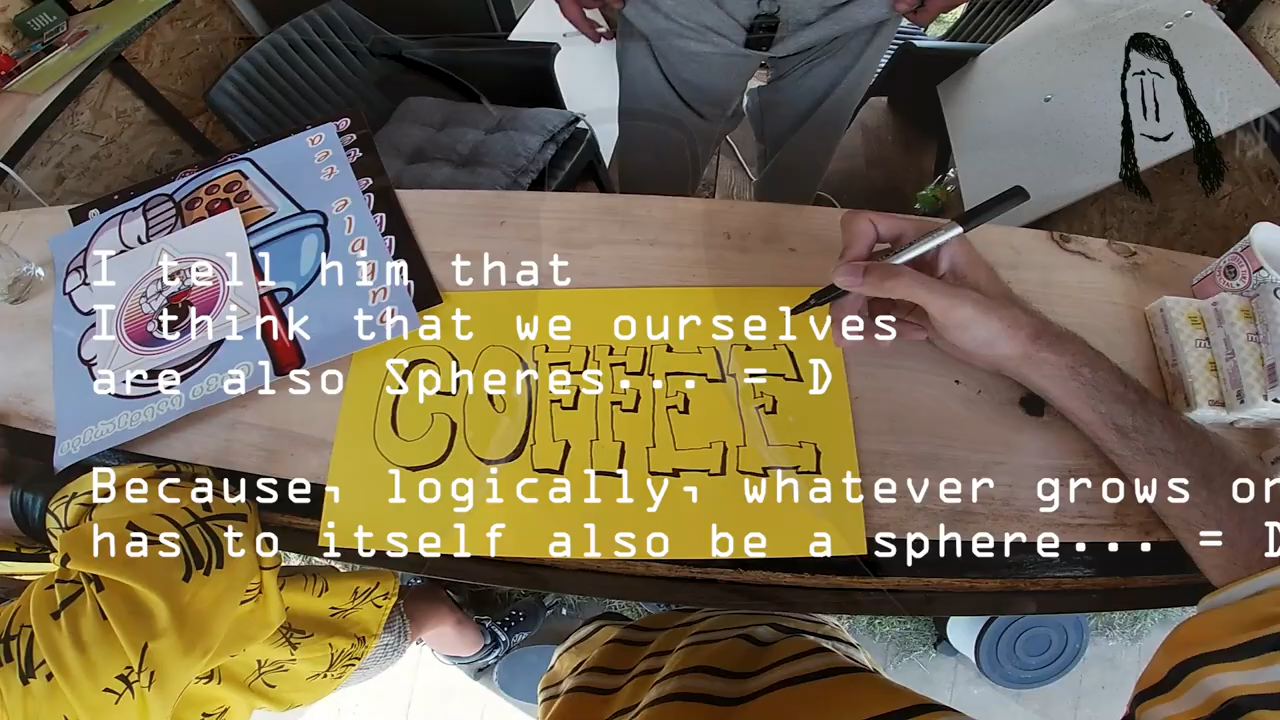 I tell him that
I think that we ourselves
are also Spheres... = D
COFFEE
Because, logically, whatever grows on
has to itself also be a sphere... = D